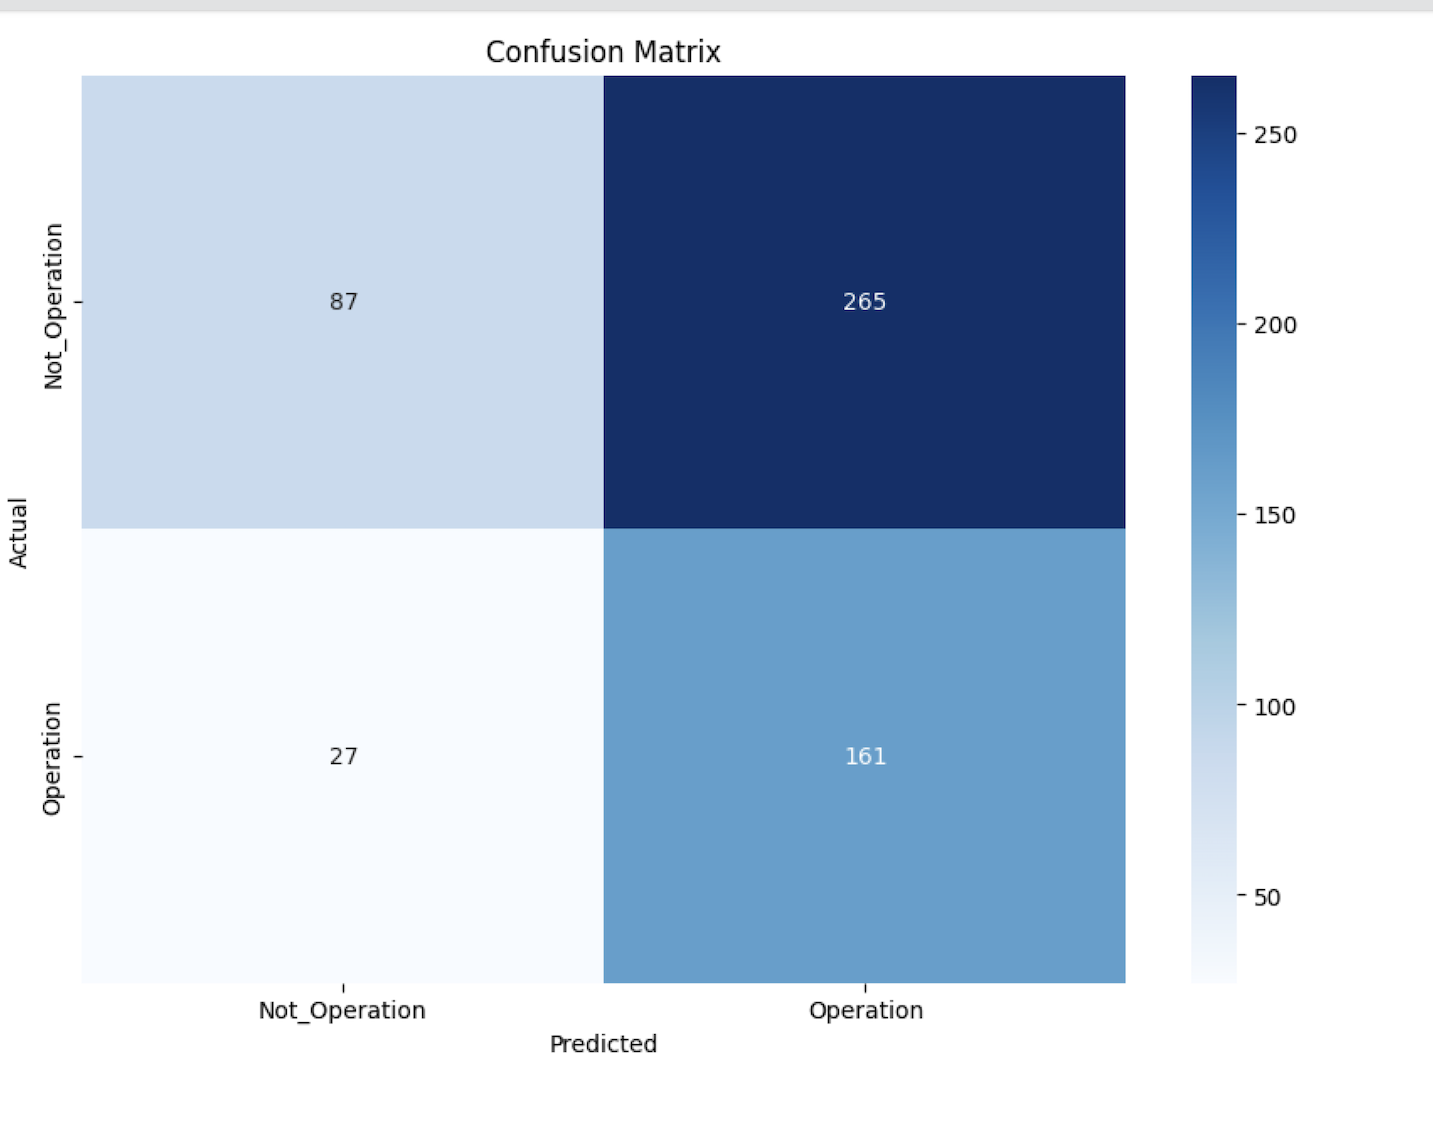 Confusion Matrix
Actual
Not_Operation
Operation
87
265
27
161
Not_Operation
Operation
Predicted
250
200
150
100
50